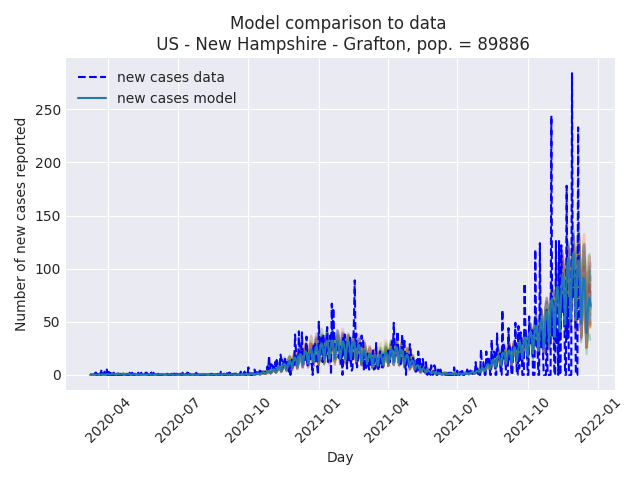 Model comparison to data
US - New Hampshire - Grafton, pop. = 89886
new cases data
new cases model
Number of new cases reported
250
200
150
100
50
0
2020-04
2020-07
2020-10
2021-01
2021-04
2021-07
2021-10
2022-01
Day